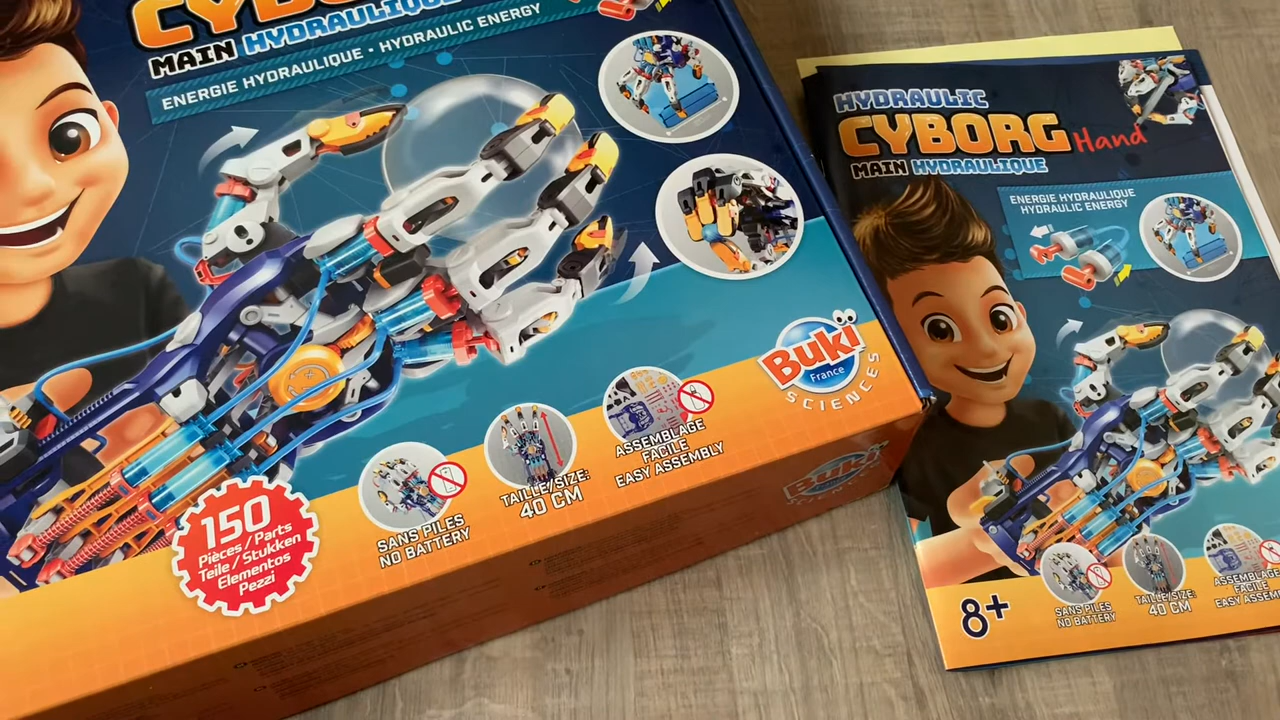 MAIN HYDRAULIQUE
ENERGIE HYDRAULIQUE • HYDRAULIC ENERGY
Buki
France
SCIENCES
150
Pièces / Parts
Teile / Stukken
Elementos
Pezzi
SANS PILES
NO BATTERY
TAILLE/SIZE:
40 CM
ASSEMBLAGE
FACILE
EASY ASSEMBLY
Buki
SCIENCES
HYDRAULIC
CYBORG Hand
MAIN HYDRAULIQUE
ENERGIE HYDRAULIQUE
HYDRAULIC ENERGY
8+
SANS PILES
NO BATTERY
TAILLE/SIZE:
40 CM
ASSEMBLAGE
FACILE
EASY